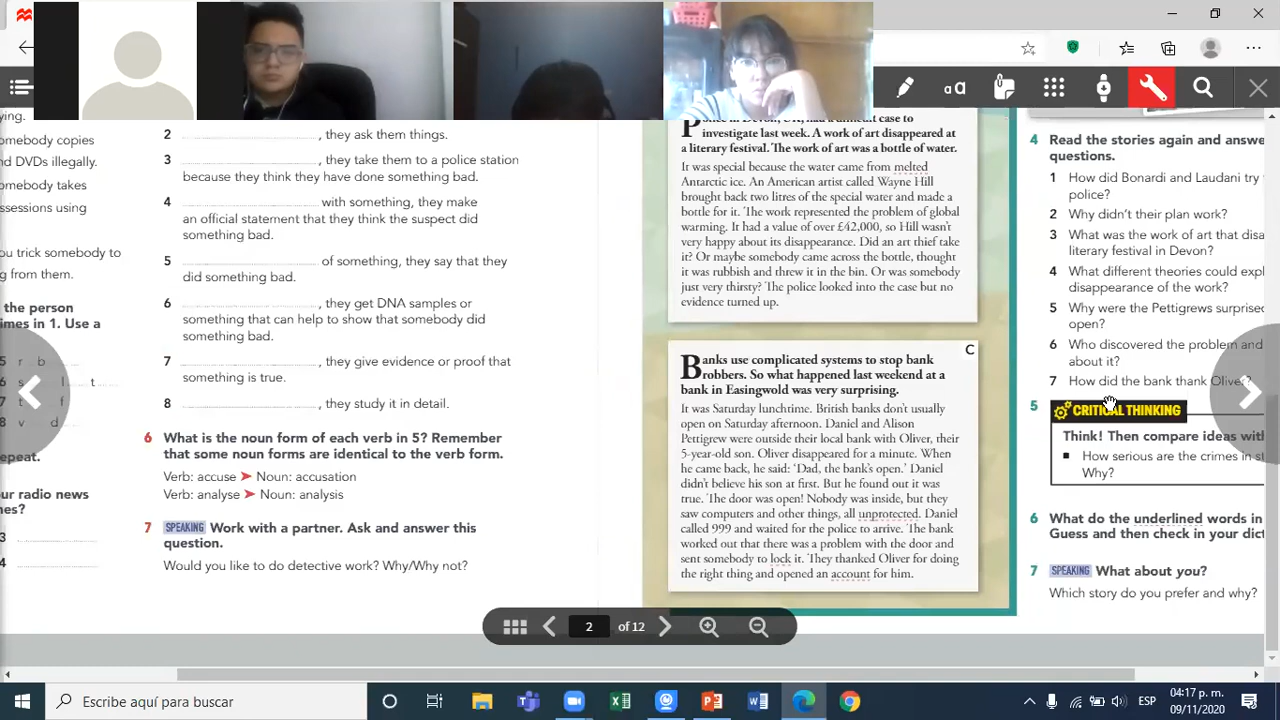 aa
ying.
omebody copies
nd DVDs illegally.
omebody takes
ssessions using
ou trick somebody to
g from them.
the person
imes in 1. Use a
5 r b
6 s l t
7 t f
8 v d
epeat.
our radio news
nes?
3
4
2 , they ask them things.
3 , they take them to a police station
because they think they have done something bad.
4 with something, they make
an official statement that they think the suspect did
something bad.
5 of something, they say that they
did something bad.
6 , they get DNA samples or
something that can help to show that somebody did
something bad.
7 , they give evidence or proof that
something is true.
8 , they study it in detail.
6 What is the noun form of each verb in 5? Remember
that some noun forms are identical to the verb form.
Verb: accuse ➤ Noun: accusation
Verb: analyse ➤ Noun: analysis
7 SPEAKING Work with a partner. Ask and answer this
question.
Would you like to do detective work? Why/Why not?
Police in Devon, UK, had a difficult case to
investigate last week. A work of art disappeared at
a literary festival. The work of art was a bottle of water.
It was special because the water came from melted
Antarctic ice. An American artist called Wayne Hill
brought back two litres of the special water and made a
bottle for it. The work represented the problem of global
warming. It had a value of over £42,000, so Hill wasn't
very happy about its disappearance. Did an art thief take
it? Or maybe somebody came across the bottle, thought
it was rubbish and threw it in the bin. Or was somebody
just very thirsty? The police looked into the case but no
evidence turned up.
C
Banks use complicated systems to stop bank
robbers. So what happened last weekend at a
bank in Easingwold was very surprising.
It was Saturday lunchtime. British banks don't usually
open on Saturday afternoon. Daniel and Alison
Pettigrew were outside their local bank with Oliver, their
5-year-old son. Oliver disappeared for a minute. When
he came back, he said: 'Dad, the bank's open.' Daniel
didn't believe his son at first. But he found out it was
true. The door was open! Nobody was inside, but they
saw computers and other things, all unprotected. Daniel
called 999 and waited for the police to arrive. The bank
worked out that there was a problem with the door and
sent somebody to lock it. They thanked Oliver for doing
the right thing and opened an account for him.
4 Read the stories again and answe
questions.
1 How did Bonardi and Laudani try
police?
2 Why didn't their plan work?
3 What was the work of art that disa
literary festival in Devon?
4 What different theories could expl
disappearance of the work?
5 Why were the Pettigrews surprised
open?
6 Who discovered the problem and
about it?
7 How did the bank thank Oliver?
5 CRITICAL THINKING
Think! Then compare ideas with
■ How serious are the crimes in st
Why?
6 What do the underlined words in
Guess and then check in your dict
7 SPEAKING What about you?
Which story do you prefer and why?
2 of 12
Escribe aquí para buscar
ESP
04:17 p. m.
09/11/2020